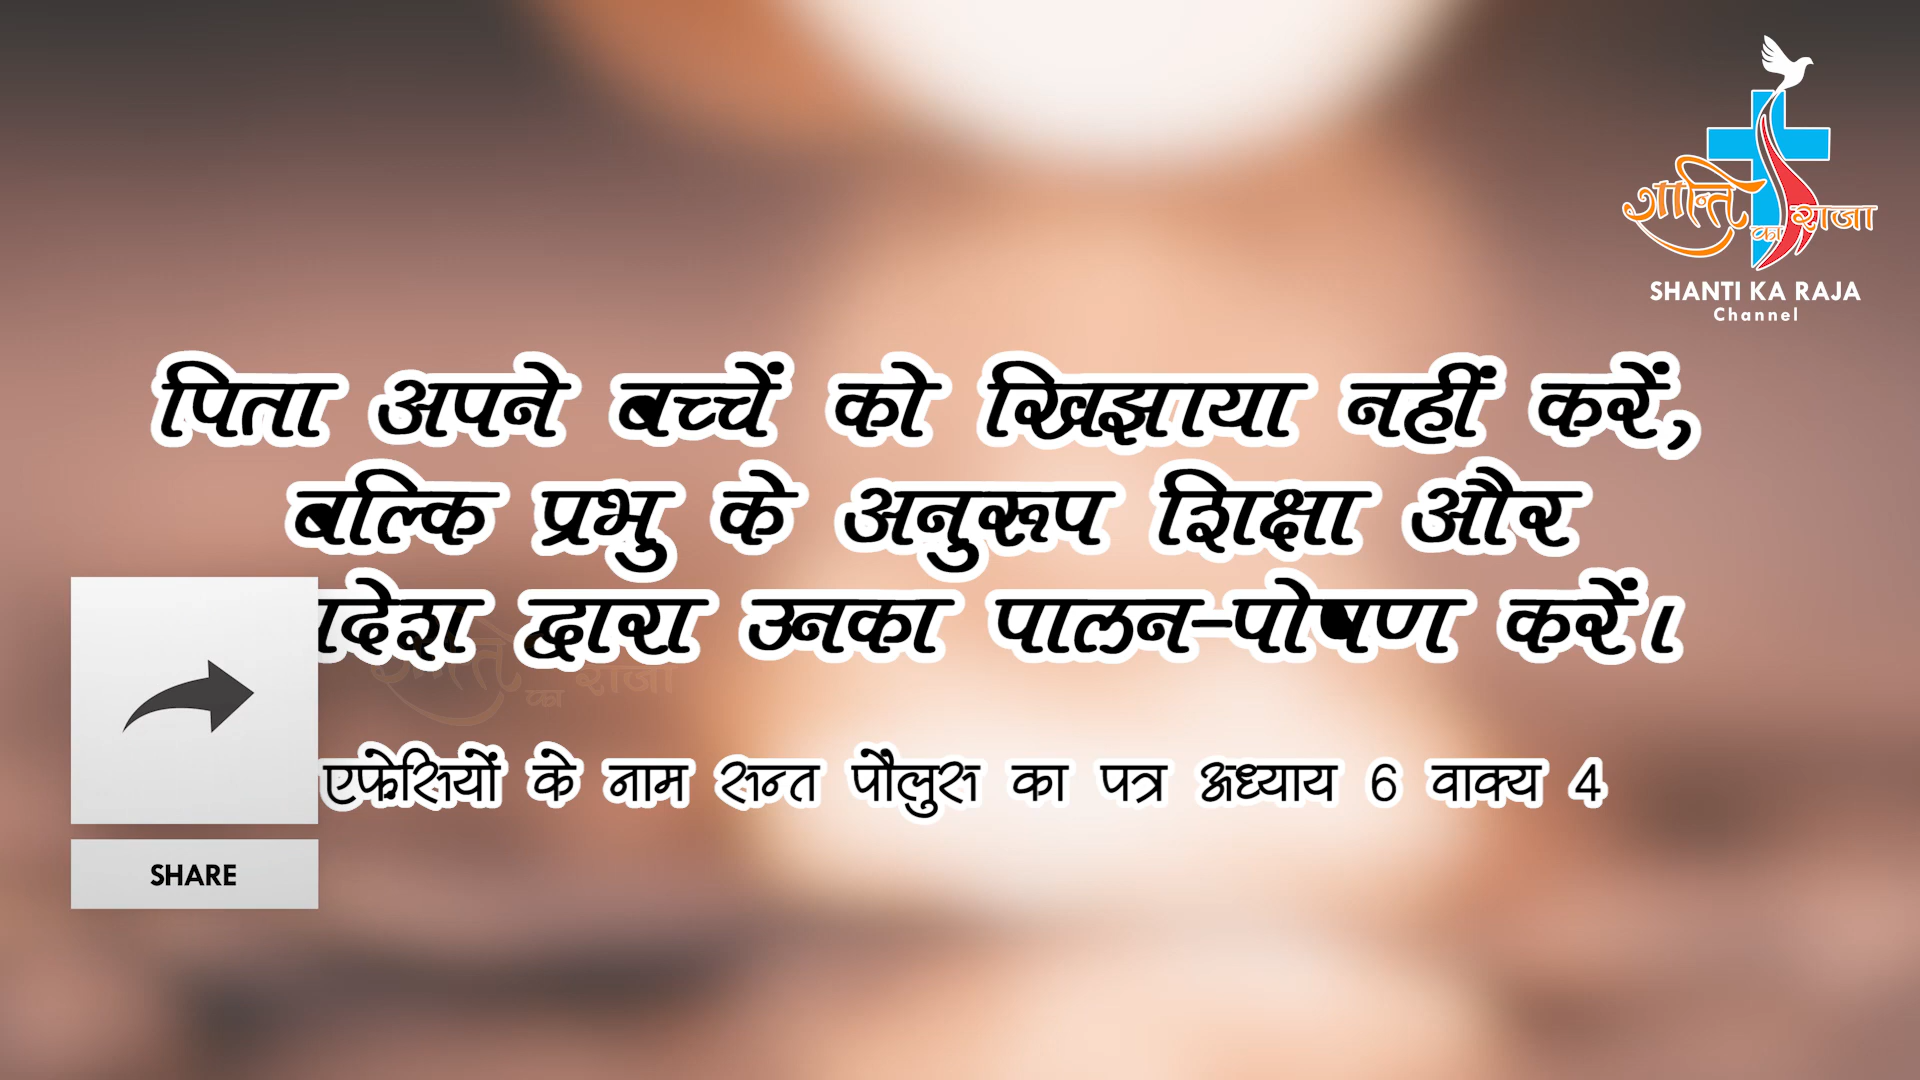 शान्ति का राजा
SHANTI KA RAJA
Channel
पिता अपने बच्चें को खिझाया नहीं करें,
बल्कि प्रभु के अनुरूप शिक्षा और
द्वारा उनका पालन-पोषण करें।
शान्ति का राजा
एफेसियों के नाम सन्त पौलुस का पत्र अध्याय 6 वाक्य 4
SHARE